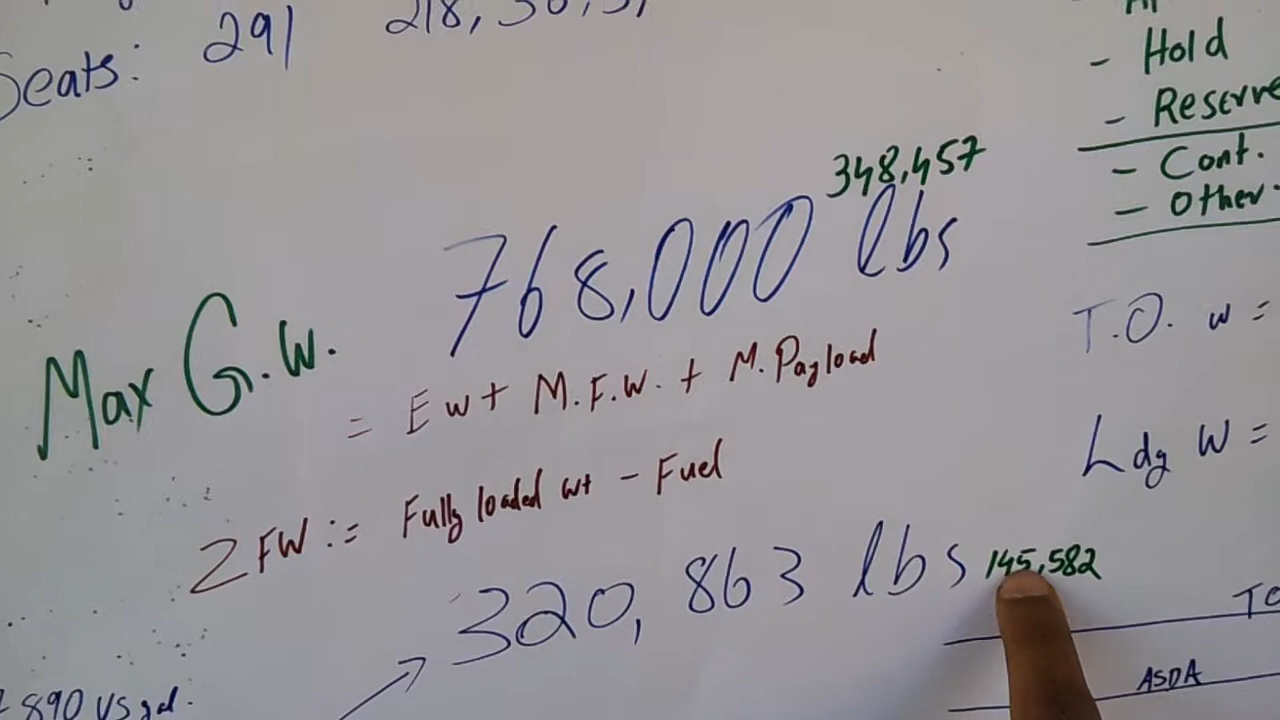 Seats: 291
- Hold
- Reserve
- Cont.
- Other
348,457
768,000 lbs
Max G.W.
= EW + M.F.W. + M. Payload
T.O. W =
ZFW := Fully loaded wt - Fuel
Ldg W =
320,863 lbs 145,582
TO
ASDA
890 US gal.